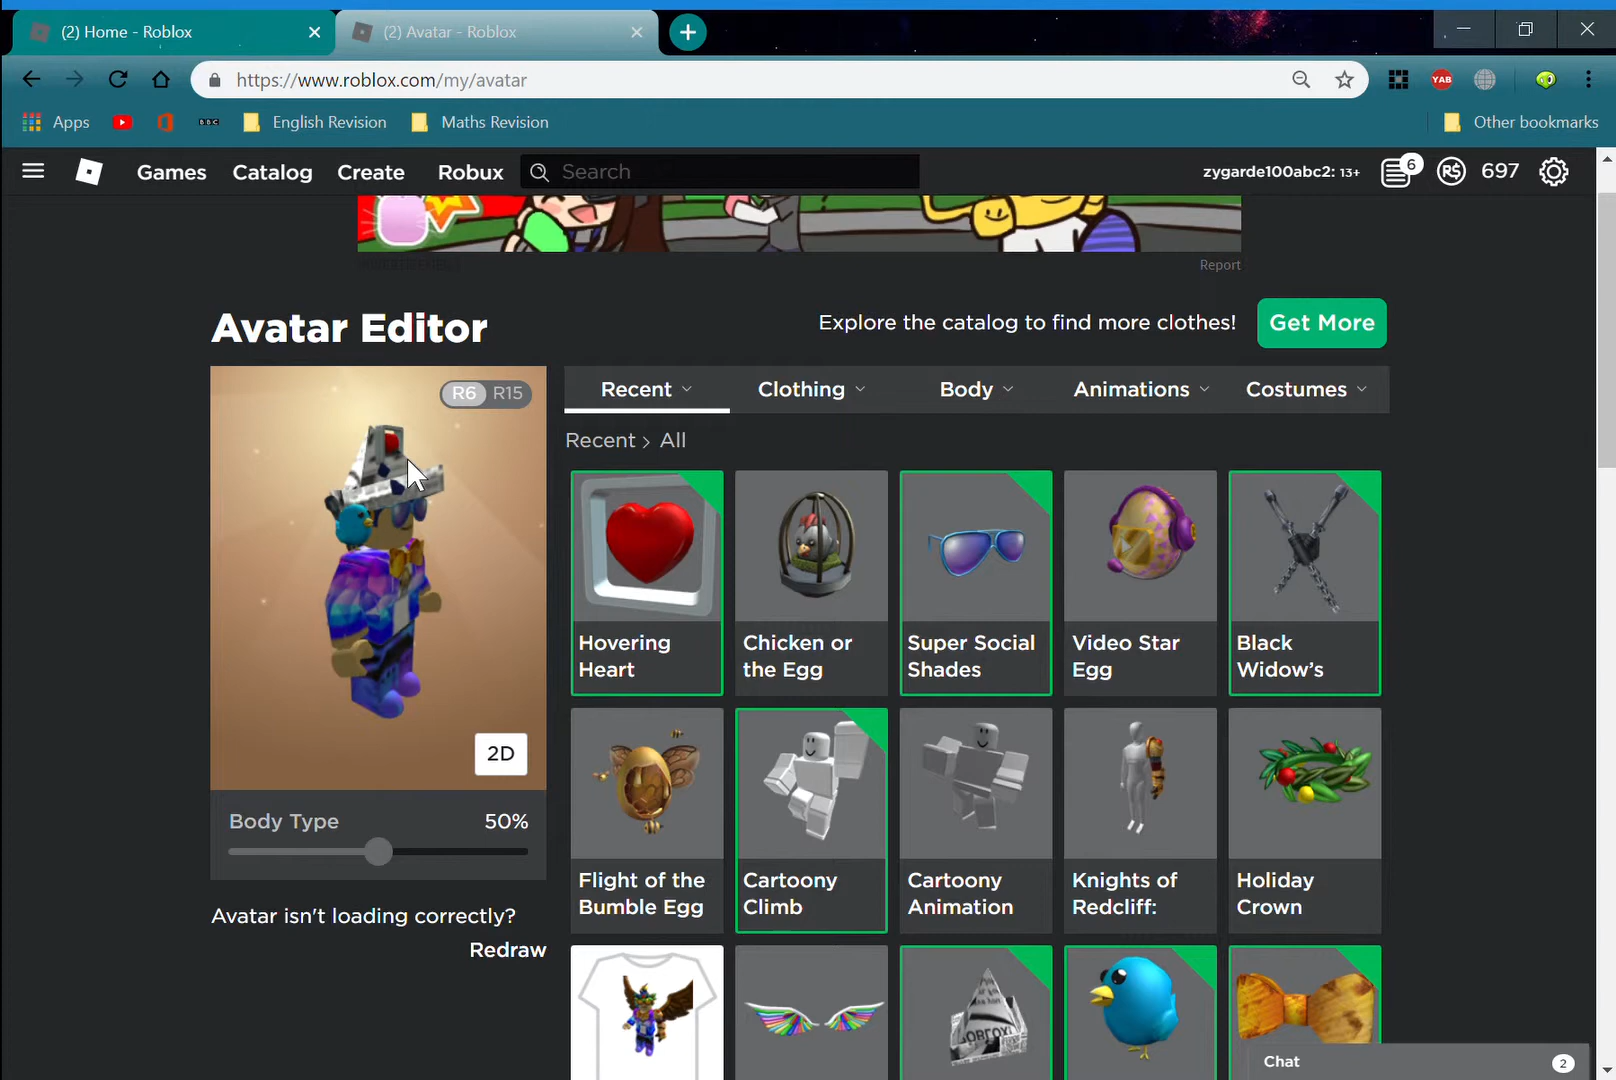 (2) Home - Roblox
(2) Avatar - Roblox
https://www.roblox.com/my/avatar
YAB
Apps
BBC
English Revision
Maths Revision
Other bookmarks
Games
Catalog
Create
Robux
Search
zygarde100abc2: 13+
6
R$
697
Report
Avatar Editor
Explore the catalog to find more clothes!
Get More
R6 R15
Recent
Clothing
Body
Animations
Costumes
Recent > All
Hovering Heart
Chicken or the Egg
Super Social Shades
Video Star Egg
Black Widow's
2D
Body Type 50%
Flight of the Bumble Egg
Cartoony Climb
Cartoony Animation
Knights of Redcliff:
Holiday Crown
Avatar isn't loading correctly?
Redraw
ROBLOX
Chat
2